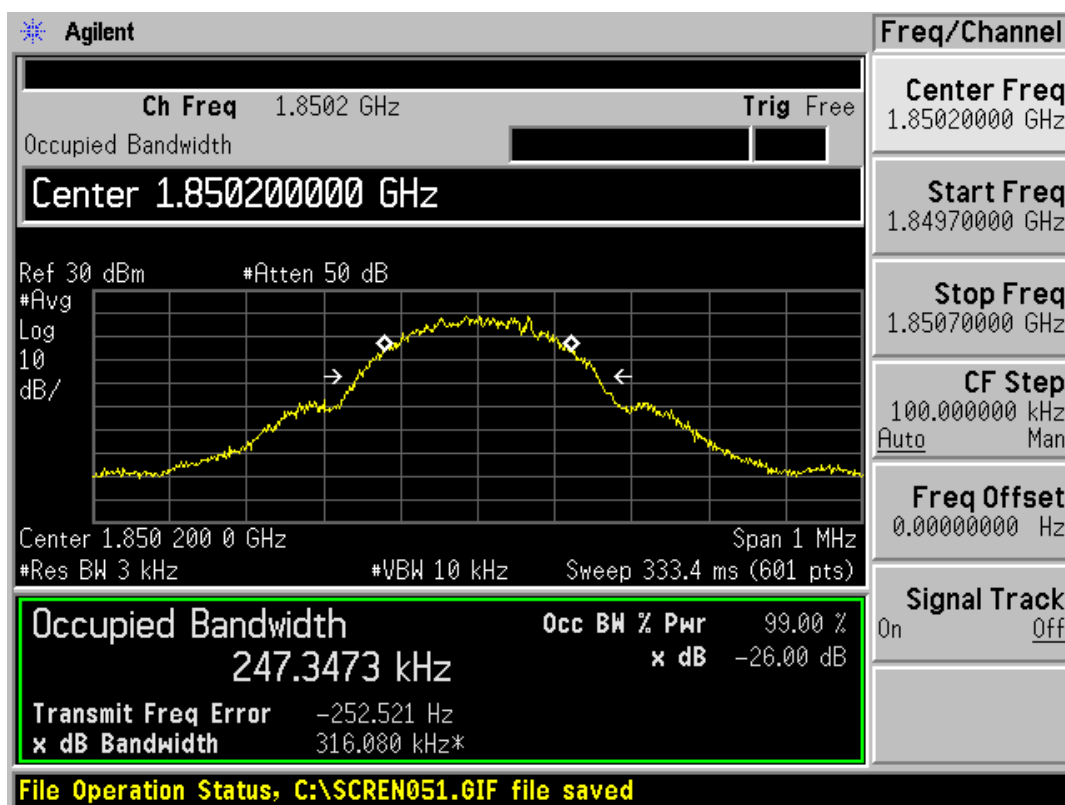 Agilent
Freq/Channel
Ch Freq 1.8502 GHz Trig Free
Occupied Bandwidth
Center 1.850200000 GHz
Ref 30 dBm #Atten 50 dB
#Avg
Log
10
dB/
Center 1.850 200 0 GHz Span 1 MHz
#Res BW 3 kHz #VBW 10 kHz Sweep 333.4 ms (601 pts)
Occupied Bandwidth
247.3473 kHz
Occ BW % Pwr 99.00 %
x dB -26.00 dB
Transmit Freq Error -252.521 Hz
x dB Bandwidth 316.080 kHz*
File Operation Status, C:\SCREN051.GIF file saved
Center Freq
1.85020000 GHz
Start Freq
1.84970000 GHz
Stop Freq
1.85070000 GHz
CF Step
100.000000 kHz
Auto Man
Freq Offset
0.00000000 Hz
Signal Track
On Off